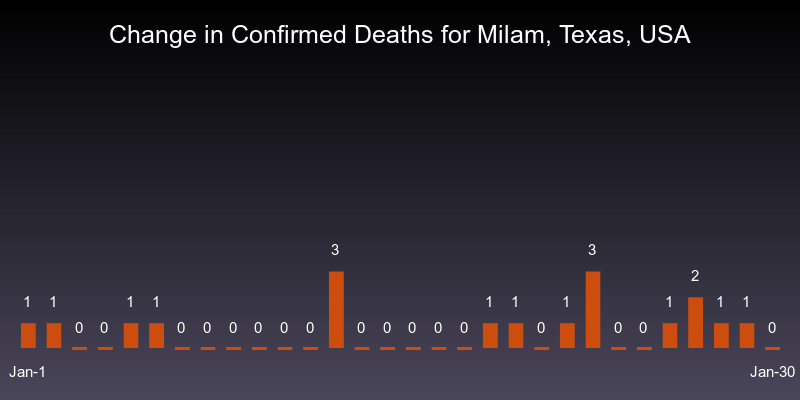 Change in Confirmed Deaths for Milam, Texas, USA
3 3
2
1 1 1 1 1 1 1 1 1 1
0 0 0 0 0 0 0 0 0 0 0 0 0 0 0 0 0
Jan-1 Jan-30